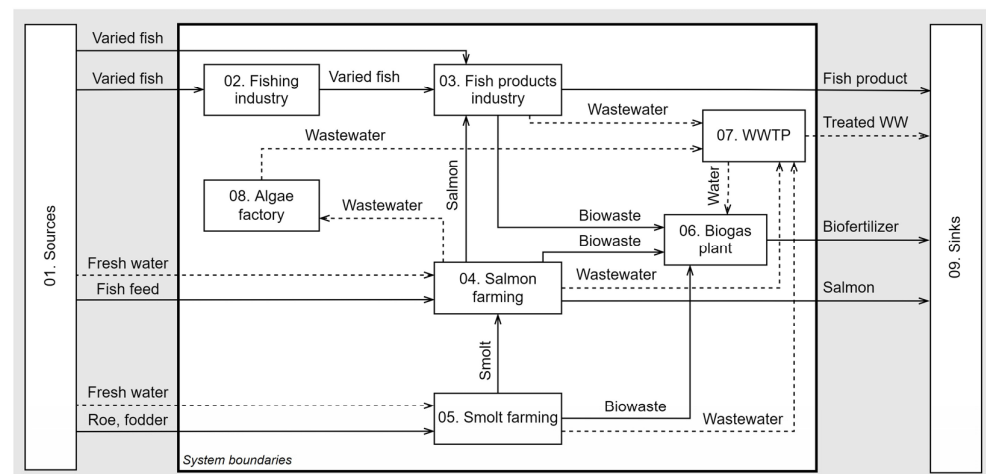 Varied fish
Varied fish
02. Fishing
industry
Varied fish
03. Fish products
industry
Fish product
Wastewater
07. WWTP
Treated WW
Wastewater
08. Algae
factory
Wastewater
Salmon
Water
01. Sources
Biowaste
06. Biogas
plant
Biofertilizer
09. Sinks
Biowaste
Fresh water
04. Salmon
farming
Wastewater
Fish feed
Salmon
Smolt
Fresh water
Roe, fodder
05. Smolt farming
Biowaste
Wastewater
System boundaries